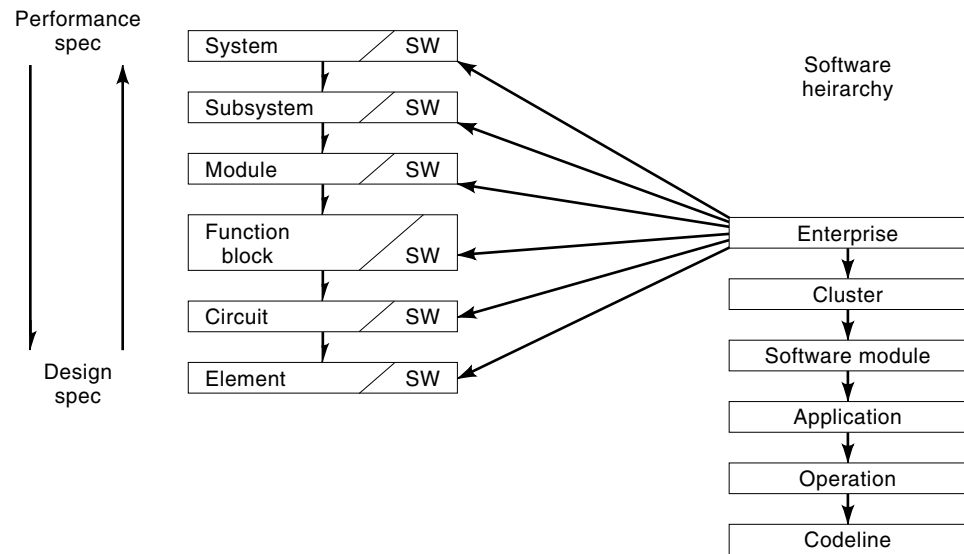 Performance
spec
Design
spec
System SW
Subsystem SW
Module SW
Function
block SW
Circuit SW
Element SW
Software
heirarchy
Enterprise
Cluster
Software module
Application
Operation
Codeline